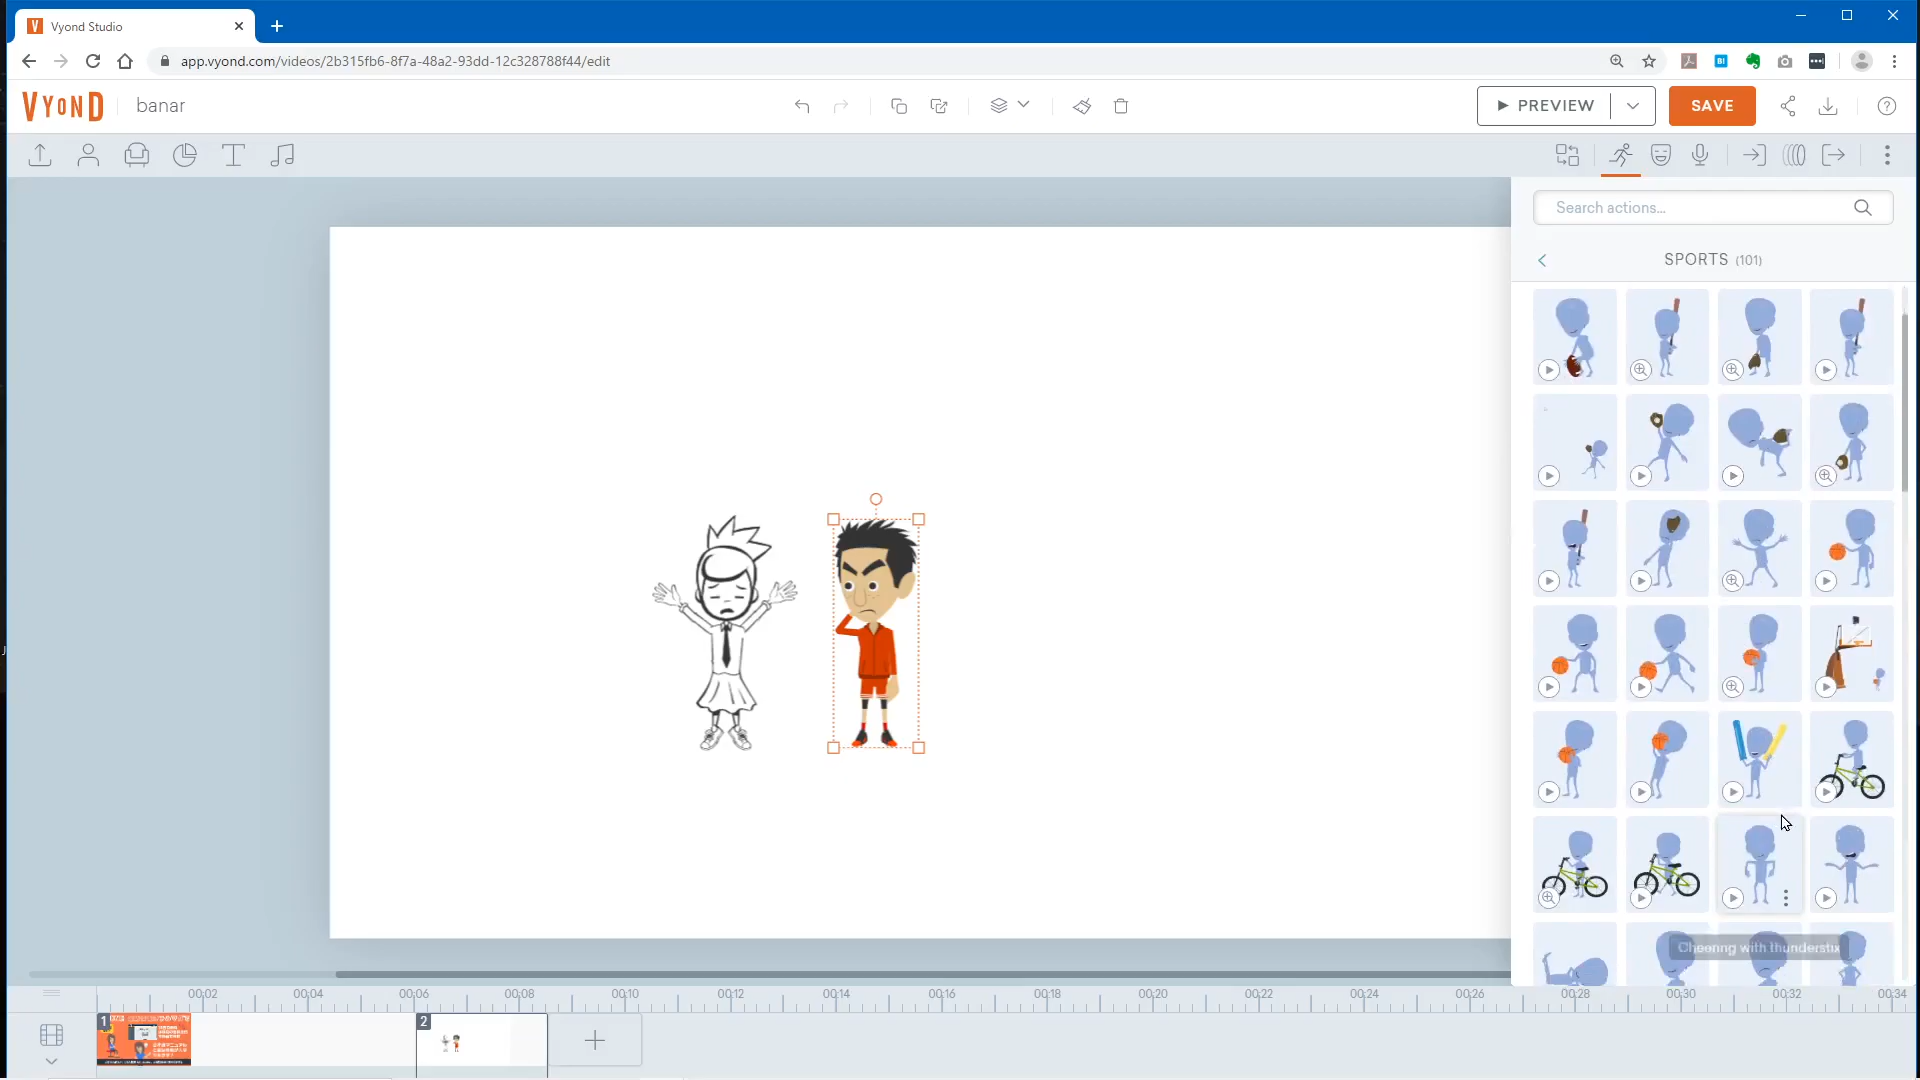 Vyond Studio
app.vyond.com/videos/2b315fb6-8f7a-48a2-93dd-12c328788f44/edit
VYOND
banar
PREVIEW
SAVE
Search actions...
SPORTS (101)
Cheering with thunderstix
00:02 00:04 00:06 00:08 00:10 00:12 00:14 00:16 00:18 00:20 00:22 00:24 00:26 00:28 00:30 00:32 00:34
1
2